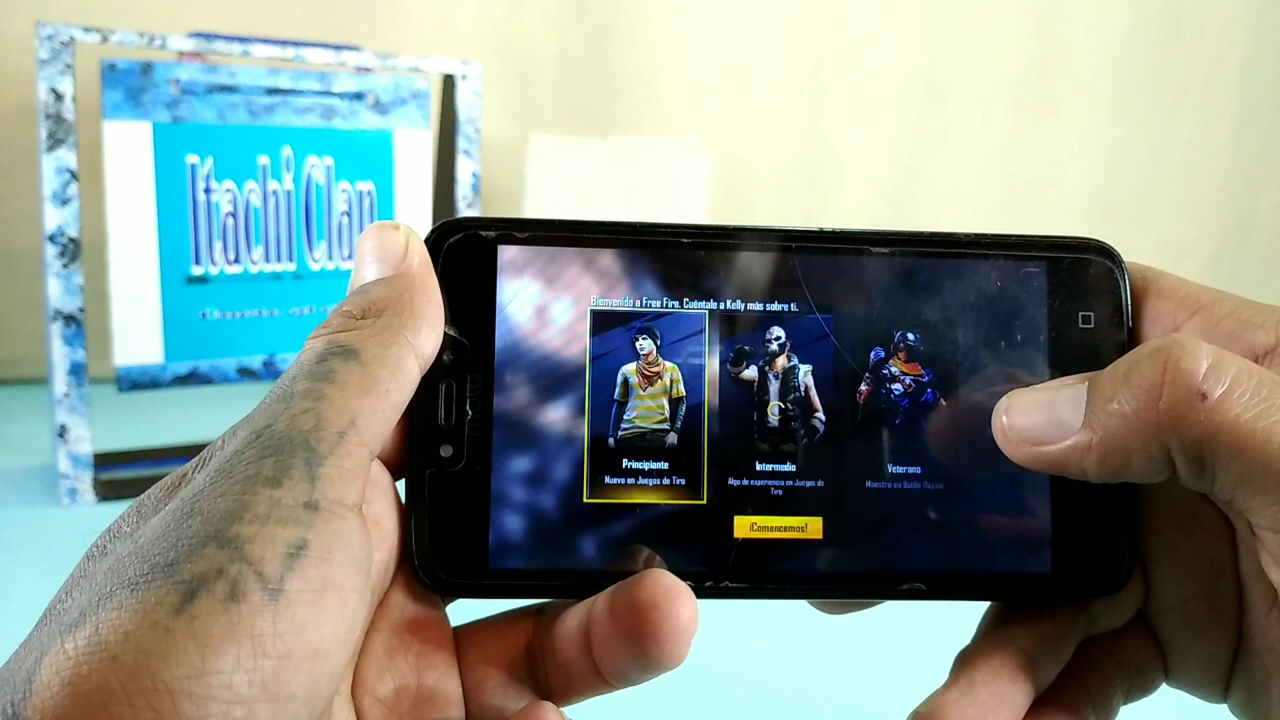 Itachi Clan
Bienvenido a Free Fire. Cuéntale a Kelly más sobre ti.
Principiante
Nuevo en Juegos de Tiro
Intermedio
Algo de experiencia en Juegos de
Tiro
Veterano
Maestro en Battle Royale
¡Comencemos!